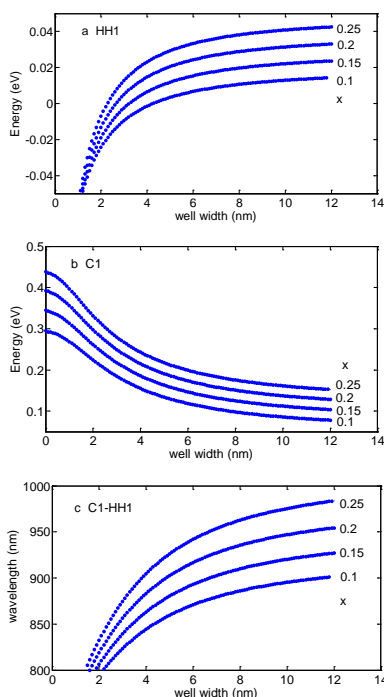 a HH1
0.04
0.02
0
-0.02
-0.04
Energy (eV)
0.25
0.2
0.15
0.1
x
0 2 4 6 8 10 12 14
well width (nm)
b C1
0.5
0.4
0.3
0.2
0.1
Energy (eV)
x
0.25
0.2
0.15
0.1
0 2 4 6 8 10 12 14
well width (nm)
c C1-HH1
1000
950
900
850
800
wavelength (nm)
0.25
0.2
0.15
0.1
x
0 2 4 6 8 10 12 14
well width (nm)